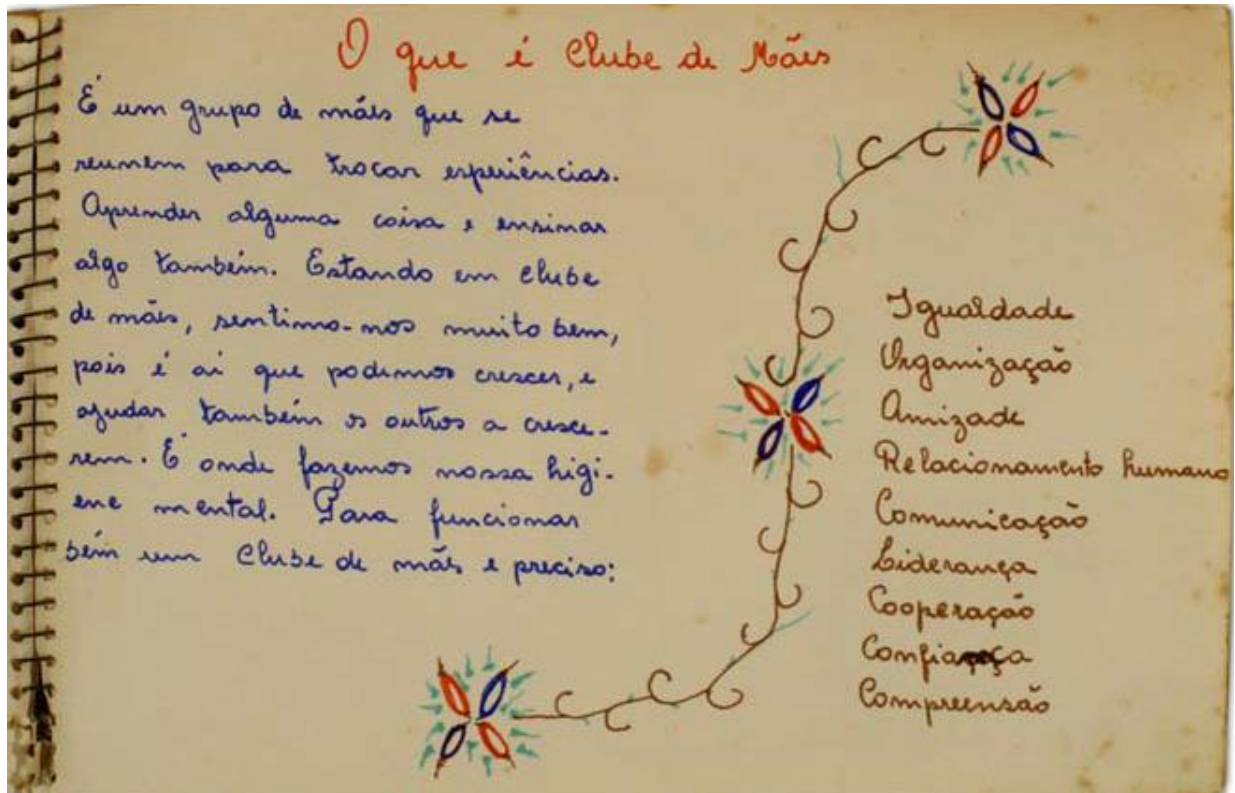 O que é Clube de Mães
É um grupo de mães que se
reunem para trocar experiências.
Aprender alguma coisa e ensinar
algo também. Estando em clube
de mães, sentimo-nos muito bem,
pois é aí que podemos crescer, e
ajudar também os outros a cresce-
rem. É onde fazemos nossa higi-
ene mental. Para funcionar
bem um Clube de mães é preciso:
Igualdade
Organização
Amizade
Relacionamento humano
Comunicação
Liderança
Cooperação
Confiança
Compreensão